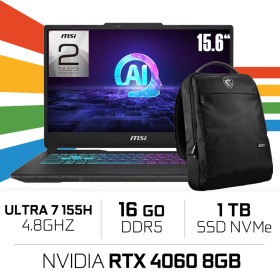 msi
2
YEARS
15.6"
AI
msi
ULTRA 7 155H
4.8GHZ
16 GO
DDR5
1 TB
SSD NVMe
NVIDIA RTX 4060 8GB